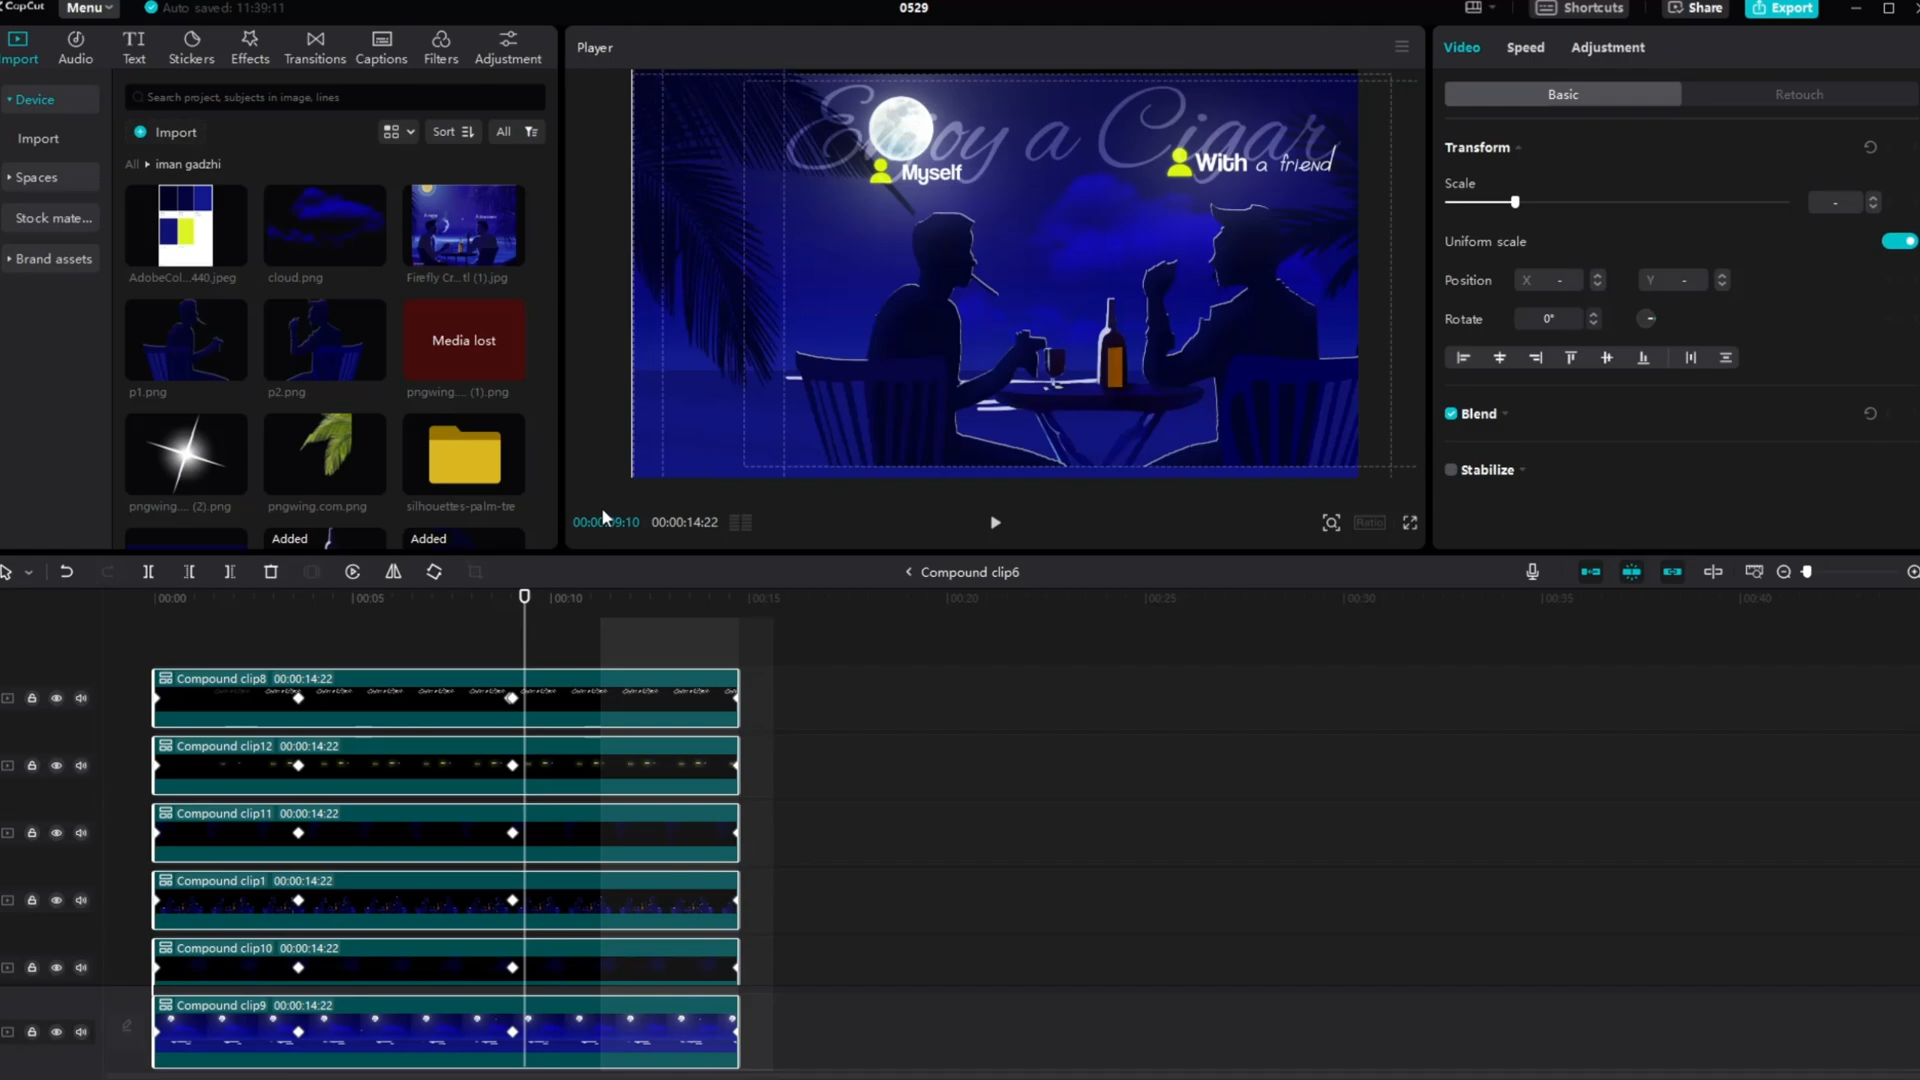 CapCut
Menu
Auto saved: 11:39:11
0529
Shortcuts
Share
Export
Import
Audio
Text
Stickers
Effects
Transitions
Captions
Filters
Adjustment
Player
Video
Speed
Adjustment
Device
Import
Spaces
Stock mate...
Brand assets
Search project, subjects in image, lines
Import
Sort
All
All
iman gadzhi
AdobeCol...440.jpeg
cloud.png
Firefly Cr...tl (1).jpg
p1.png
p2.png
Media lost
pngwing.... (1).png
pngwing.... (2).png
pngwing.com.png
silhouettes-palm-tre
Added
Added
Enjoy a Cigar
Myself
With a friend
00:00:09:10
00:00:14:22
Ratio
Basic
Retouch
Transform
Scale
-
Uniform scale
Position
X -
Y -
Rotate
0°
Blend
Stabilize
Compound clip6
00:00
00:05
00:10
00:15
00:20
00:25
00:30
00:35
00:40
Compound clip8 00:00:14:22
Compound clip12 00:00:14:22
Compound clip11 00:00:14:22
Compound clip1 00:00:14:22
Compound clip10 00:00:14:22
Compound clip9 00:00:14:22